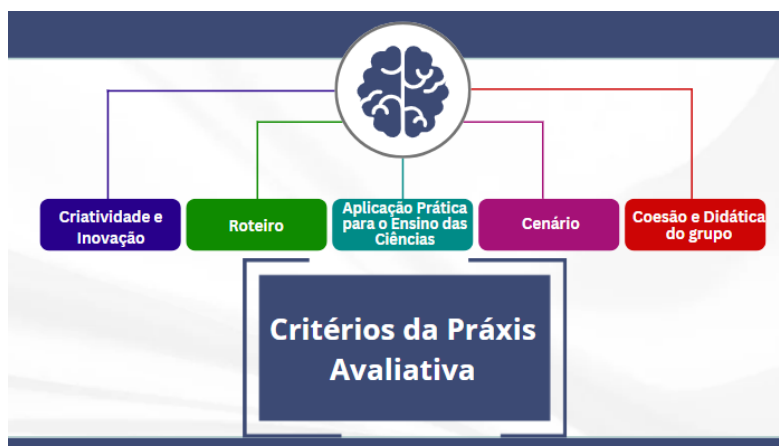 Criatividade e
Inovação
Roteiro
Aplicação Prática
para o Ensino das
Ciências
Cenário
Coesão e Didática
do grupo
Critérios da Práxis
Avaliativa